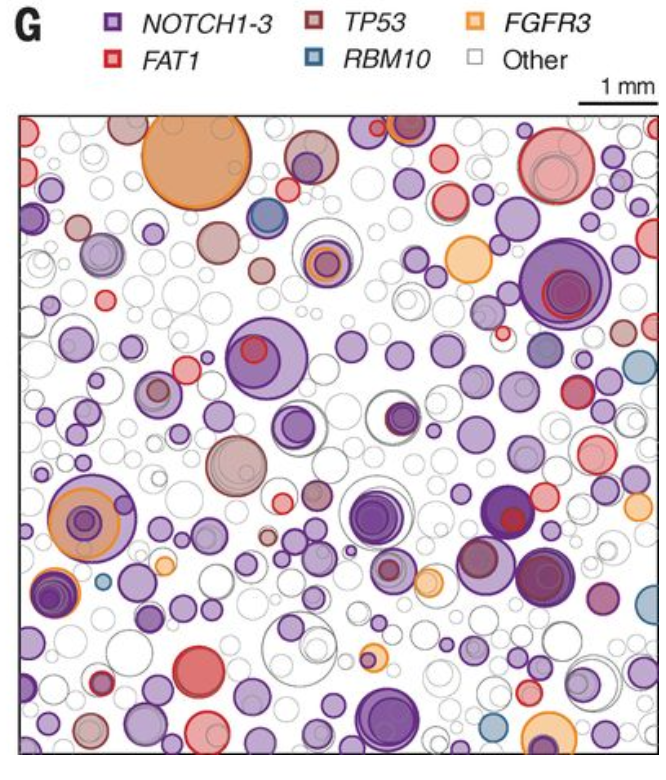 G
NOTCH1-3 TP53 FGFR3
FAT1 RBM10 Other
1 mm